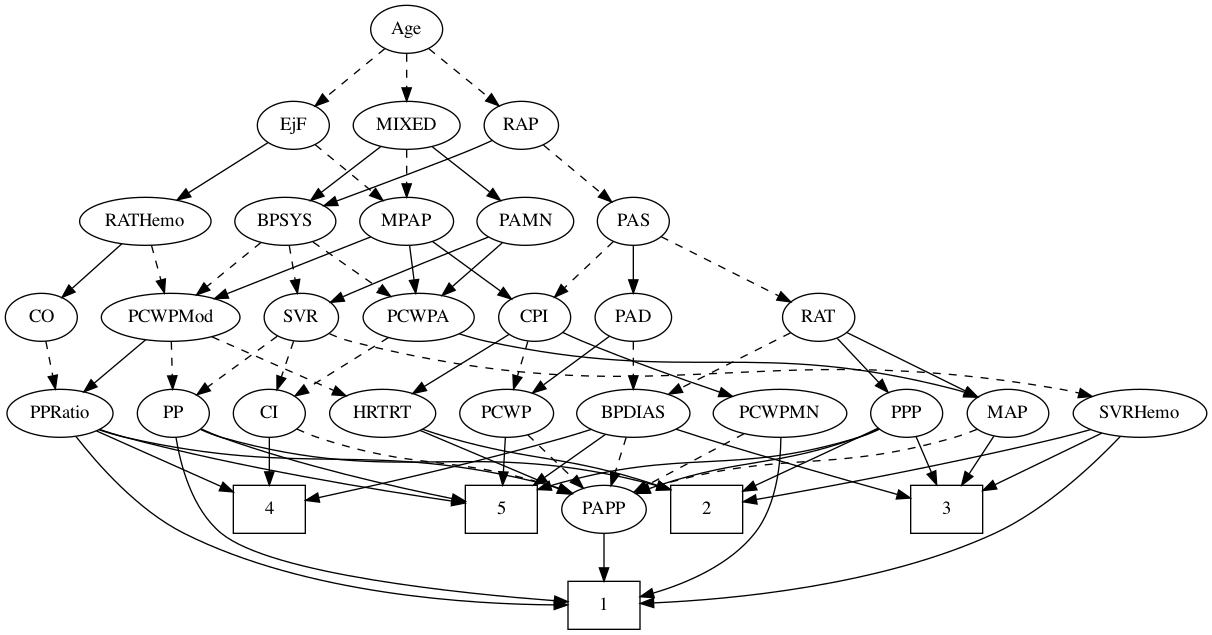 Age
EjF
MIXED
RAP
RATHemo
BPSYS
MPAP
PAMN
PAS
CO
PCWPMod
SVR
PCWPA
CPI
PAD
RAT
PPRatio
PP
CI
HRTRT
PCWP
BPDIAS
PCWPMN
PPP
MAP
SVRHemo
4
5
PAPP
2
3
1